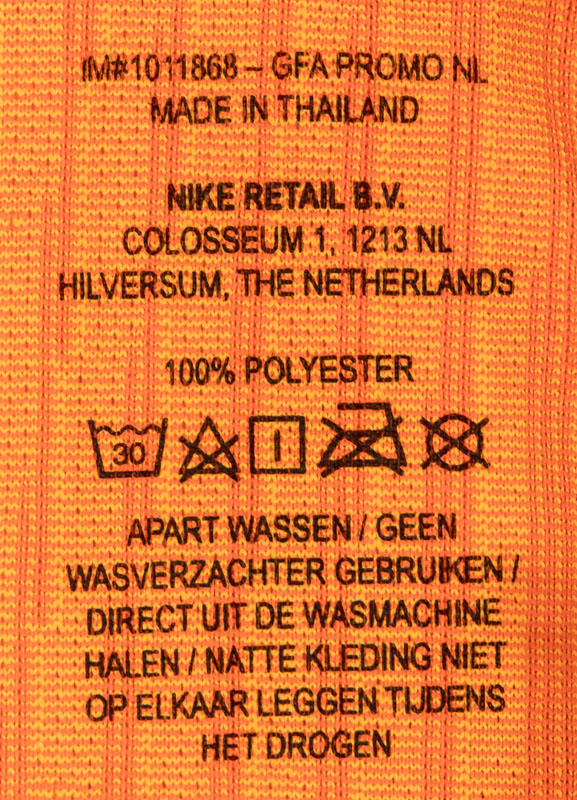 IM#1011868 – GFA PROMO NL
MADE IN THAILAND
NIKE RETAIL B.V.
COLOSSEUM 1, 1213 NL
HILVERSUM, THE NETHERLANDS
100% POLYESTER
30
APART WASSEN / GEEN
WASVERZACHTER GEBRUIKEN /
DIRECT UIT DE WASMACHINE
HALEN / NATTE KLEDING NIET
OP ELKAAR LEGGEN TIJDENS
HET DROGEN